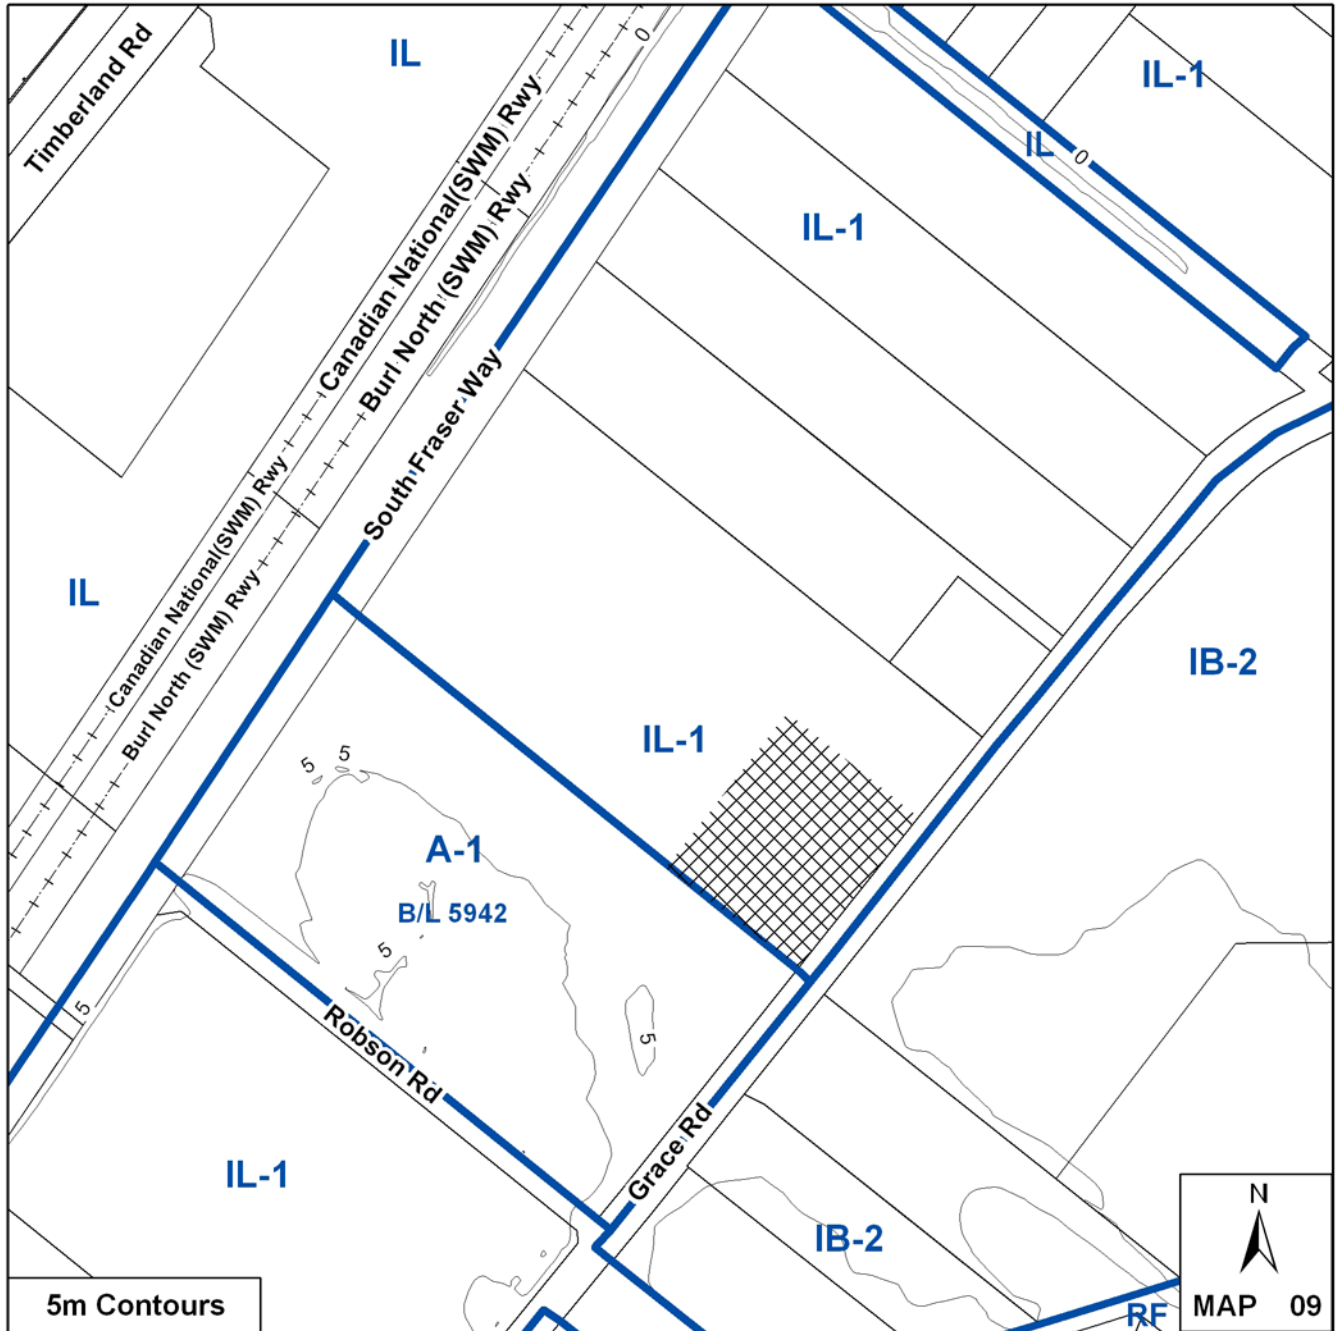 Timberland Rd
IL
0
IL-1
Canadian National(SWM) Rwy
IL
0
Burl North (SWM) Rwy
IL-1
South Fraser Way
Canadian National(SWM) Rwy
IL
Burl North (SWM) Rwy
IB-2
IL-1
5
5
A-1
B/L 5942
5
5
5
Robson Rd
Grace Rd
IL-1
IB-2
N
5m Contours
RF
MAP 09